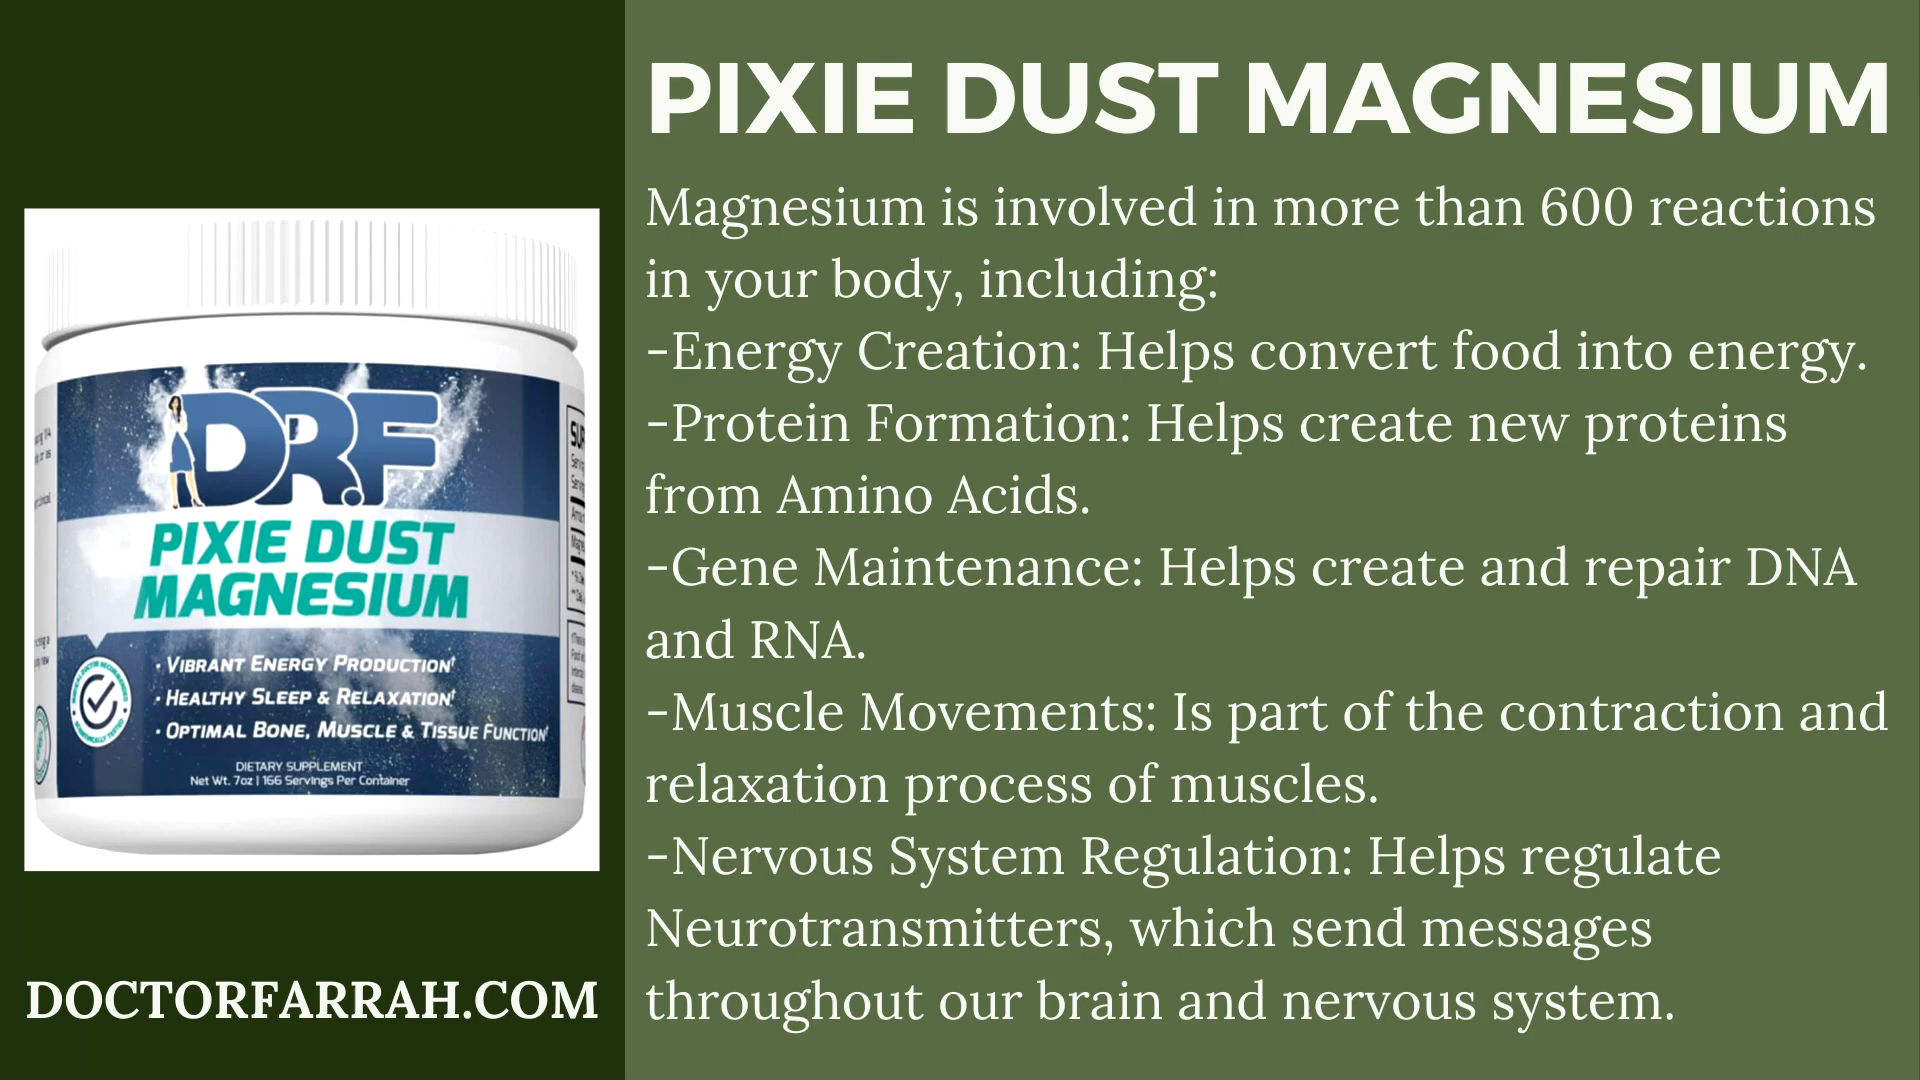 PIXIE DUST MAGNESIUM
Magnesium is involved in more than 600 reactions
in your body, including:
-Energy Creation: Helps convert food into energy.
-Protein Formation: Helps create new proteins
from Amino Acids.
-Gene Maintenance: Helps create and repair DNA
and RNA.
-Muscle Movements: Is part of the contraction and
relaxation process of muscles.
-Nervous System Regulation: Helps regulate
Neurotransmitters, which send messages
throughout our brain and nervous system.
DRF
PIXIE DUST
MAGNESIUM
· VIBRANT ENERGY PRODUCTION†
· HEALTHY SLEEP & RELAXATION†
· OPTIMAL BONE, MUSCLE & TISSUE FUNCTION†
DIETARY SUPPLEMENT
Net Wt. 7oz | 166 Servings Per Container
DOCTORFARRAH.COM